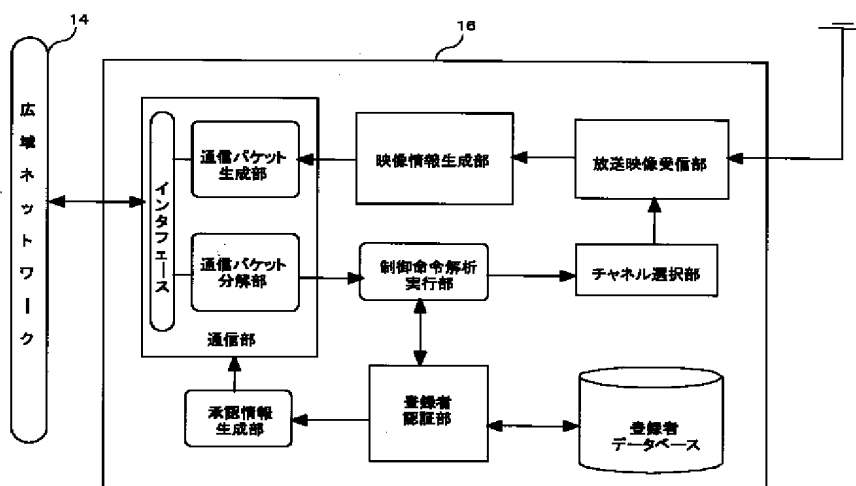 14
16
広域ネットワーク
インタフェース
通信パケット
生成部
映像情報生成部
放送映像受信部
通信パケット
分解部
制御命令解析
実行部
チャネル選択部
通信部
承認情報
生成部
登録者
認証部
登録者
データベース